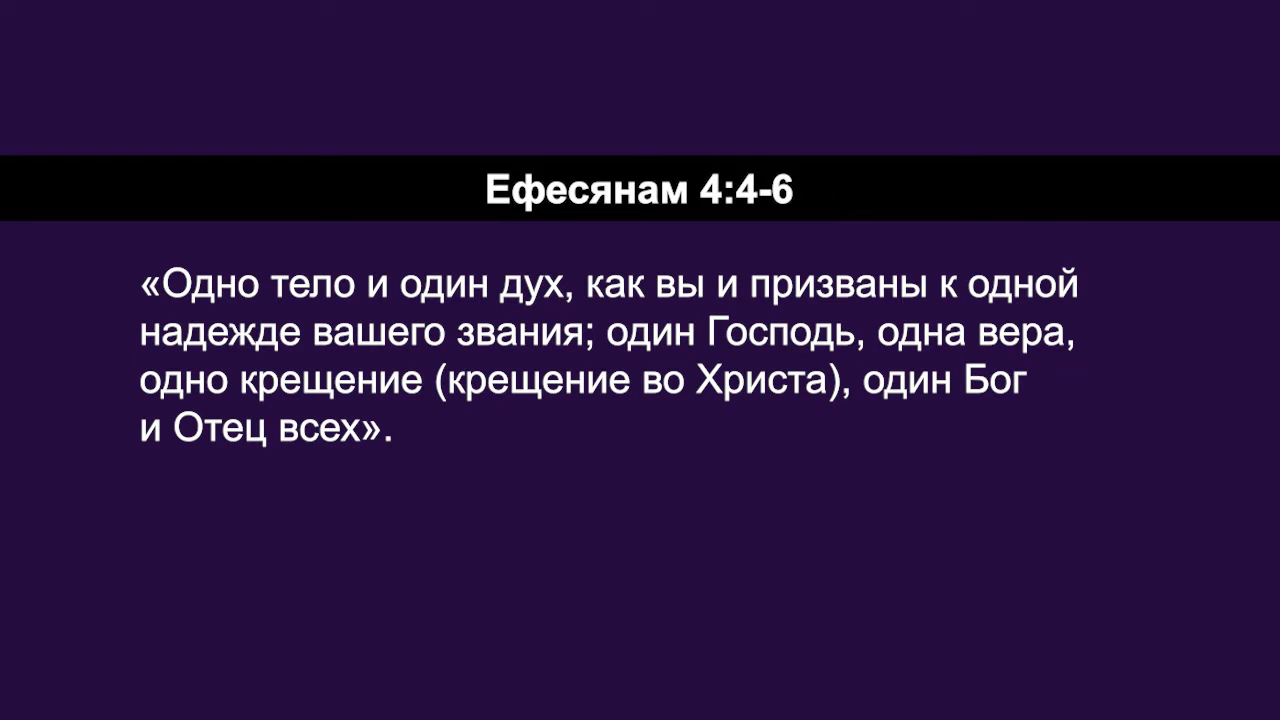 Ефесянам 4:4-6
«Одно тело и один дух, как вы и призваны к одной
надежде вашего звания; один Господь, одна вера,
одно крещение (крещение во Христа), один Бог
и Отец всех».